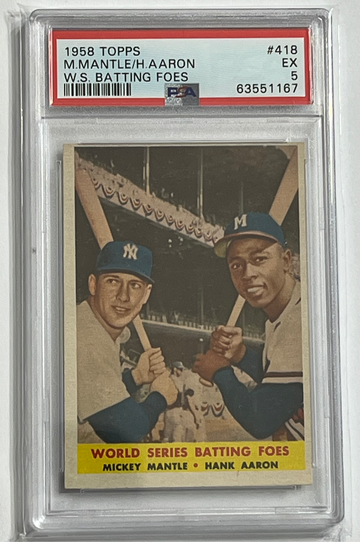 1958 TOPPS #418
M.MANTLE/H.AARON EX
W.S. BATTING FOES 5
PSA 63551167
NY M
WORLD SERIES BATTING FOES
MICKEY MANTLE • HANK AARON